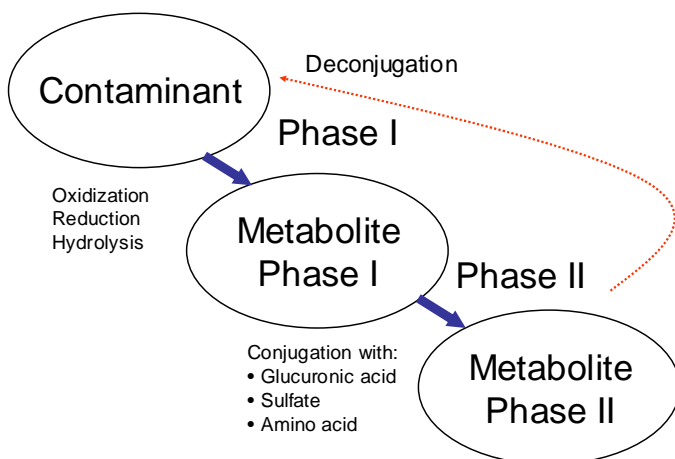 Deconjugation
Contaminant
Phase I
Oxidization
Reduction
Hydrolysis
Metabolite
Phase I
Phase II
Conjugation with:
• Glucuronic acid
• Sulfate
• Amino acid
Metabolite
Phase II